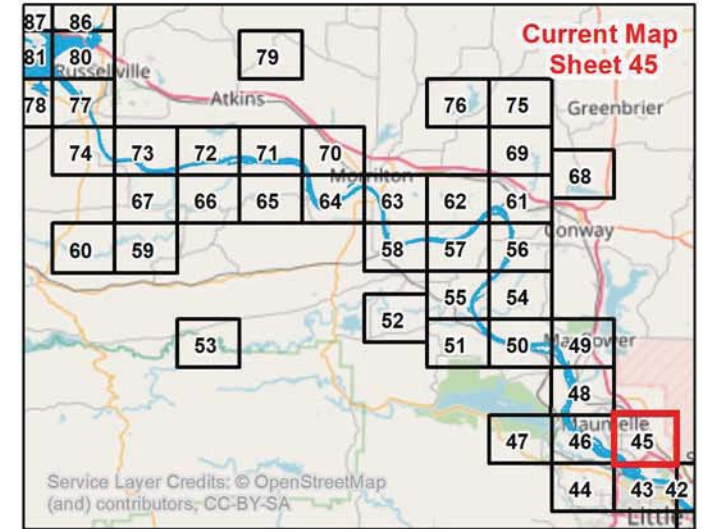 87 86
Current Map
Sheet 45
81 80
79
Russellville
78 77
Atkins
76 75
Greenbrier
74 73 72 71 70
69
68
Morrilton
67 66 65 64 63 62 61
Conway
60 59
58 57 56
55 54
52
53
51 50 49
Mayflower
48
Maumelle
47 46 45
Service Layer Credits: © OpenStreetMap
(and) contributors, CC-BY-SA
44 43 42
Little